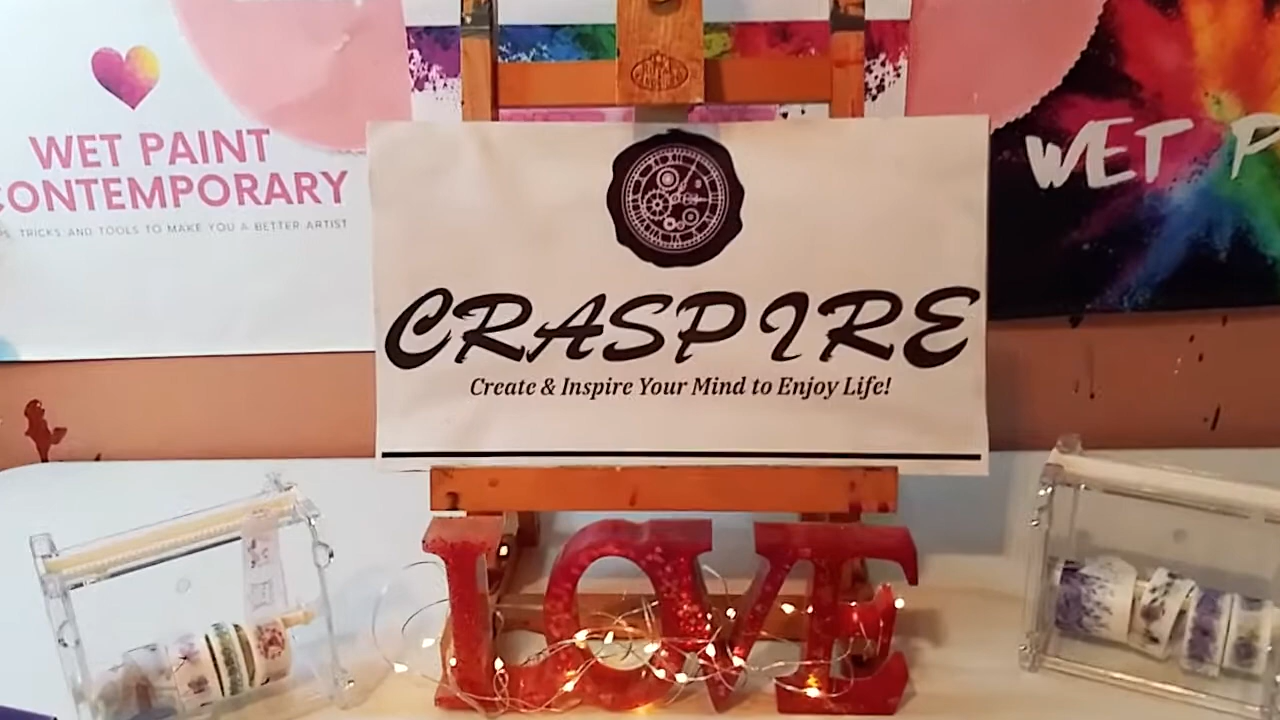 WET PAINT
CONTEMPORARY
TRICKS AND TOOLS TO MAKE YOU A BETTER ARTIST
CRASPIRE
Create & Inspire Your Mind to Enjoy Life!
WET P
LOVE